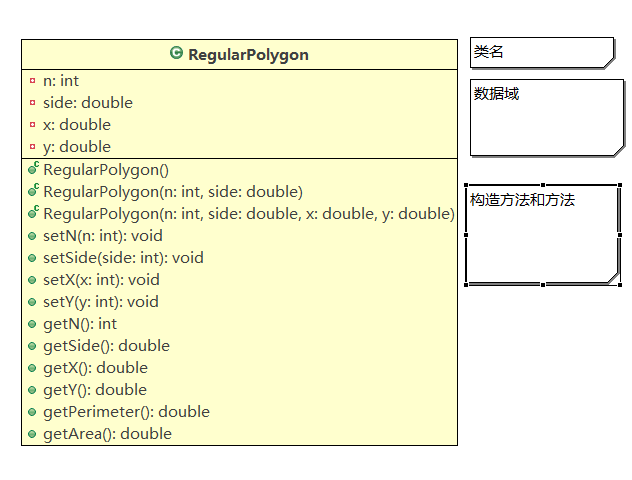 RegularPolygon
n: int
side: double
x: double
y: double
RegularPolygon()
RegularPolygon(n: int, side: double)
RegularPolygon(n: int, side: double, x: double, y: double)
setN(n: int): void
setSide(side: int): void
setX(x: int): void
setY(y: int): void
getN(): int
getSide(): double
getX(): double
getY(): double
getPerimeter(): double
getArea(): double
类名
数据域
构造方法和方法